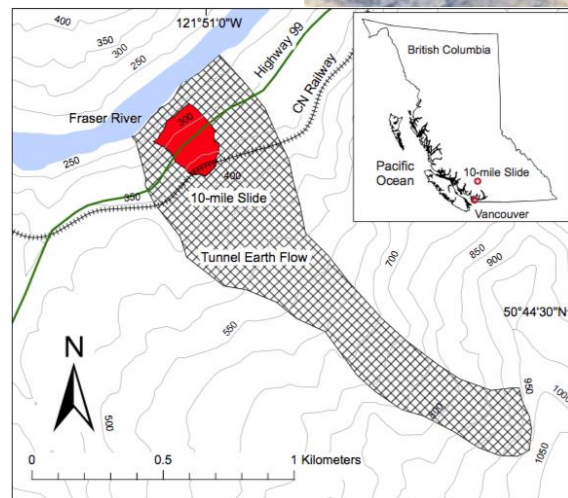 121°51'0"W
400
350
300
250
Highway 99
CN Railway
Fraser River
250
300
350
400
10-mile Slide
Tunnel Earth Flow
700
850
900
550
50°44'30"N
950
1000
500
1050
N
0
0.5
1 Kilometers
British Columbia
Pacific
Ocean
10-mile Slide
Vancouver